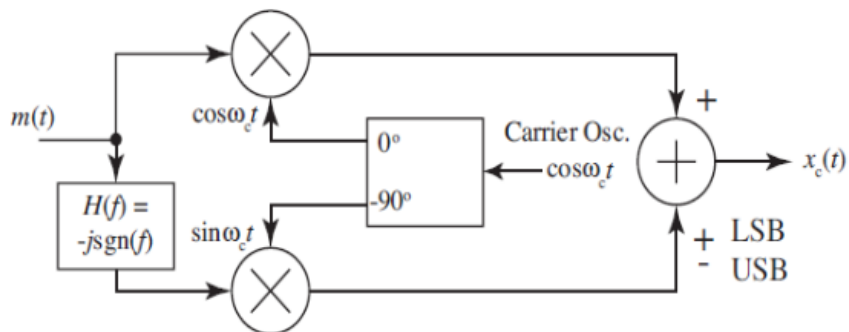 m(t)
cosω_c t
0°
-90°
Carrier Osc.
cosω_c t
+
+
x_c(t)
H(f) =
-jsgn(f)
sinω_c t
+ LSB
- USB